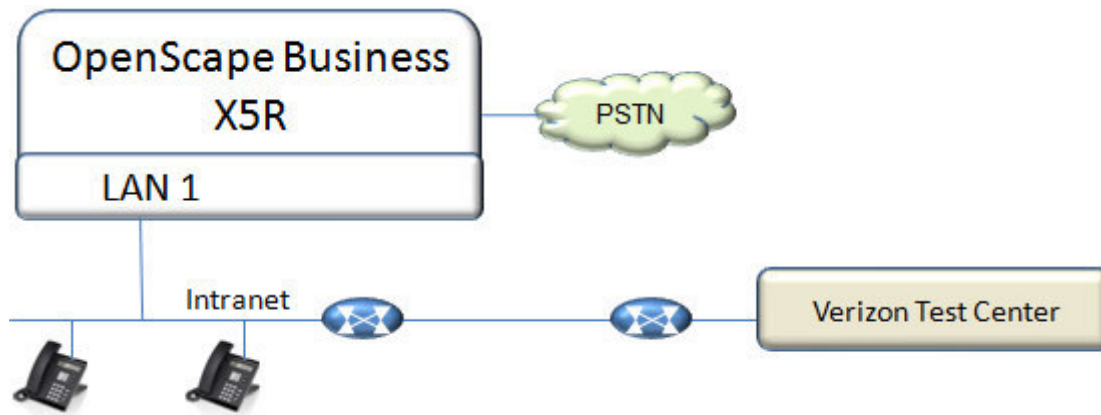 OpenScape Business
X5R
PSTN
LAN 1
Intranet
Verizon Test Center